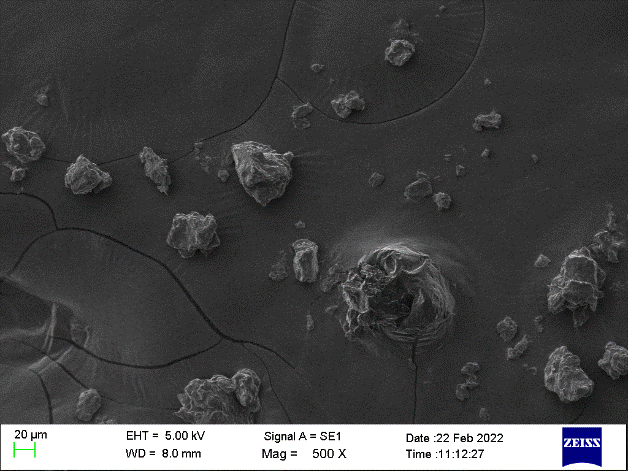 20 µm
EHT = 5.00 kV
Signal A = SE1
Date :22 Feb 2022
ZEISS
WD = 8.0 mm
Mag = 500 X
Time :11:12:27